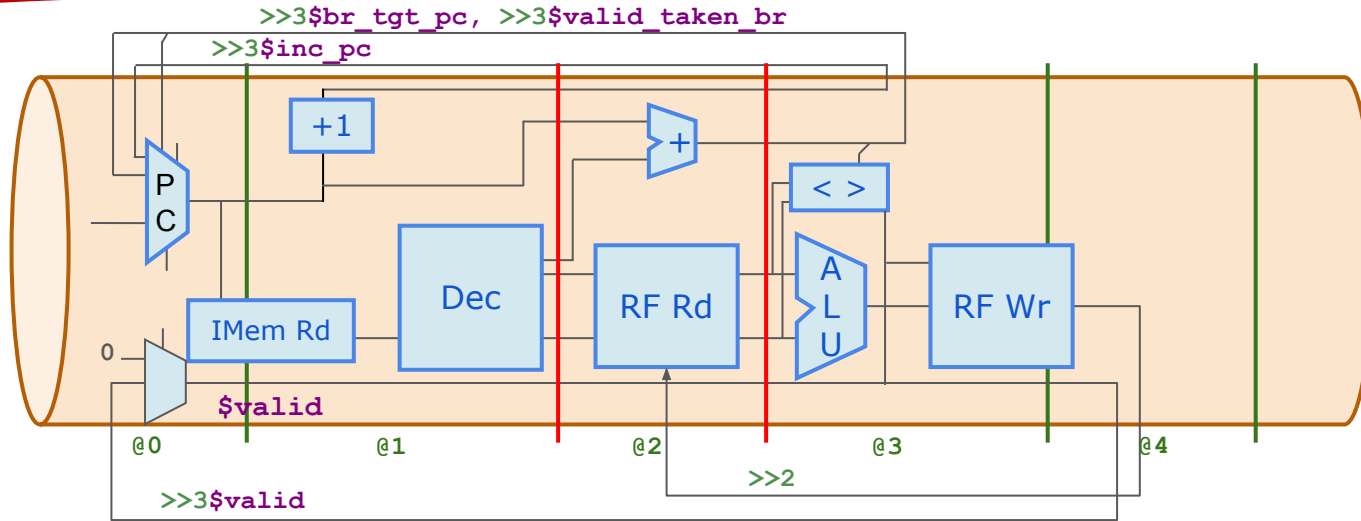 >>3$br_tgt_pc, >>3$valid_taken_br
>>3$inc_pc
+1
+
P
C
< >
Dec
RF Rd
A
L
U
RF Wr
IMem Rd
0
$valid
@0
@1
@2
@3
@4
>>2
>>3$valid